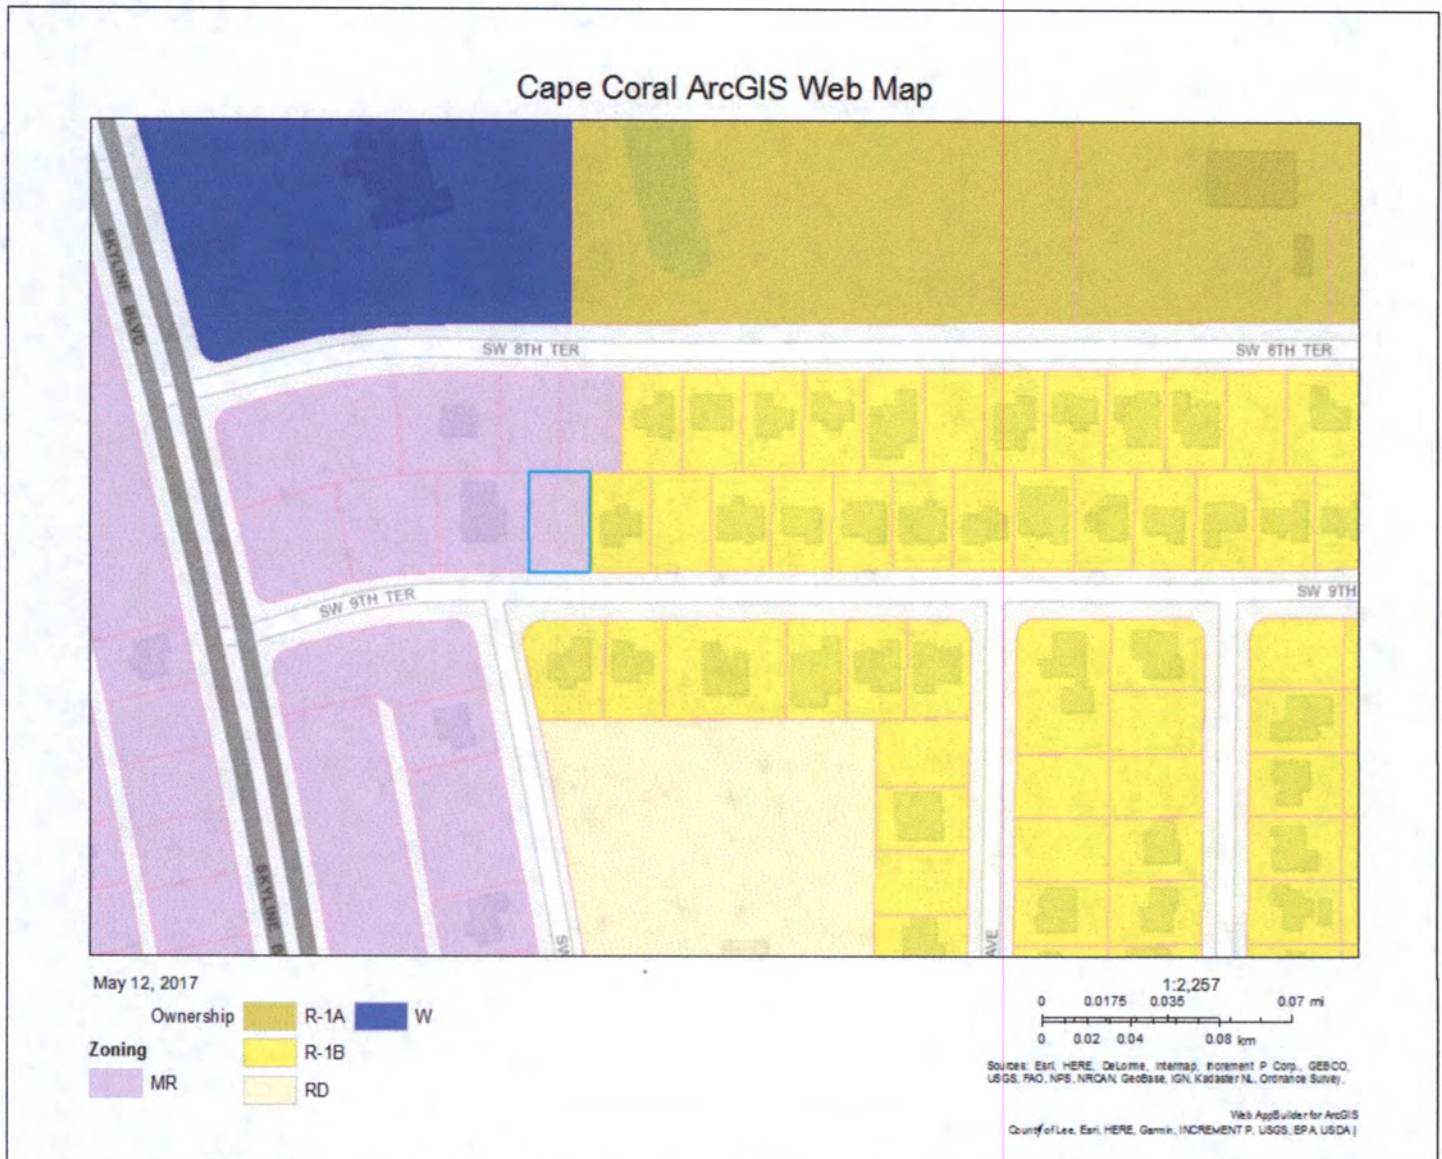 Cape Coral ArcGIS Web Map
SKYLINE BLVD
SW 8TH TER
SW 8TH TER
SW 9TH TER
SW 9TH
SKYLINE B
SW
AVE
May 12, 2017
Ownership
Zoning
MR
R-1A
R-1B
RD
W
1:2,257
0 0.0175 0.035 0.07 mi
0 0.02 0.04 0.08 km
Sources: Esri, HERE, DeLorme, Intermap, Increment P Corp., GEBCO,
USGS, FAO, NPS, NRCAN, GeoBase, IGN, Kadaster NL, Ordnance Survey,
Web AppBuilder for ArcGIS
County of Lee, Esri, HERE, Garmin, INCREMENT P, USGS, EPA, USDA |